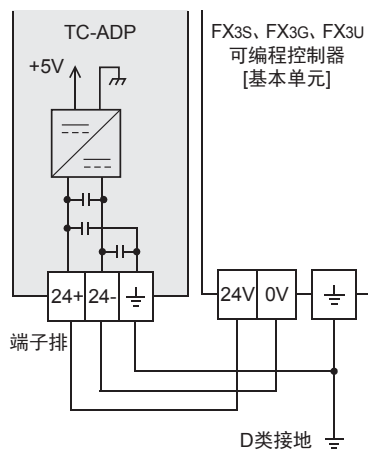 TC-ADP
+5V
FX3S、FX3G、FX3U
可编程控制器
[基本单元]
24+ 24-
24V 0V
端子排
D类接地